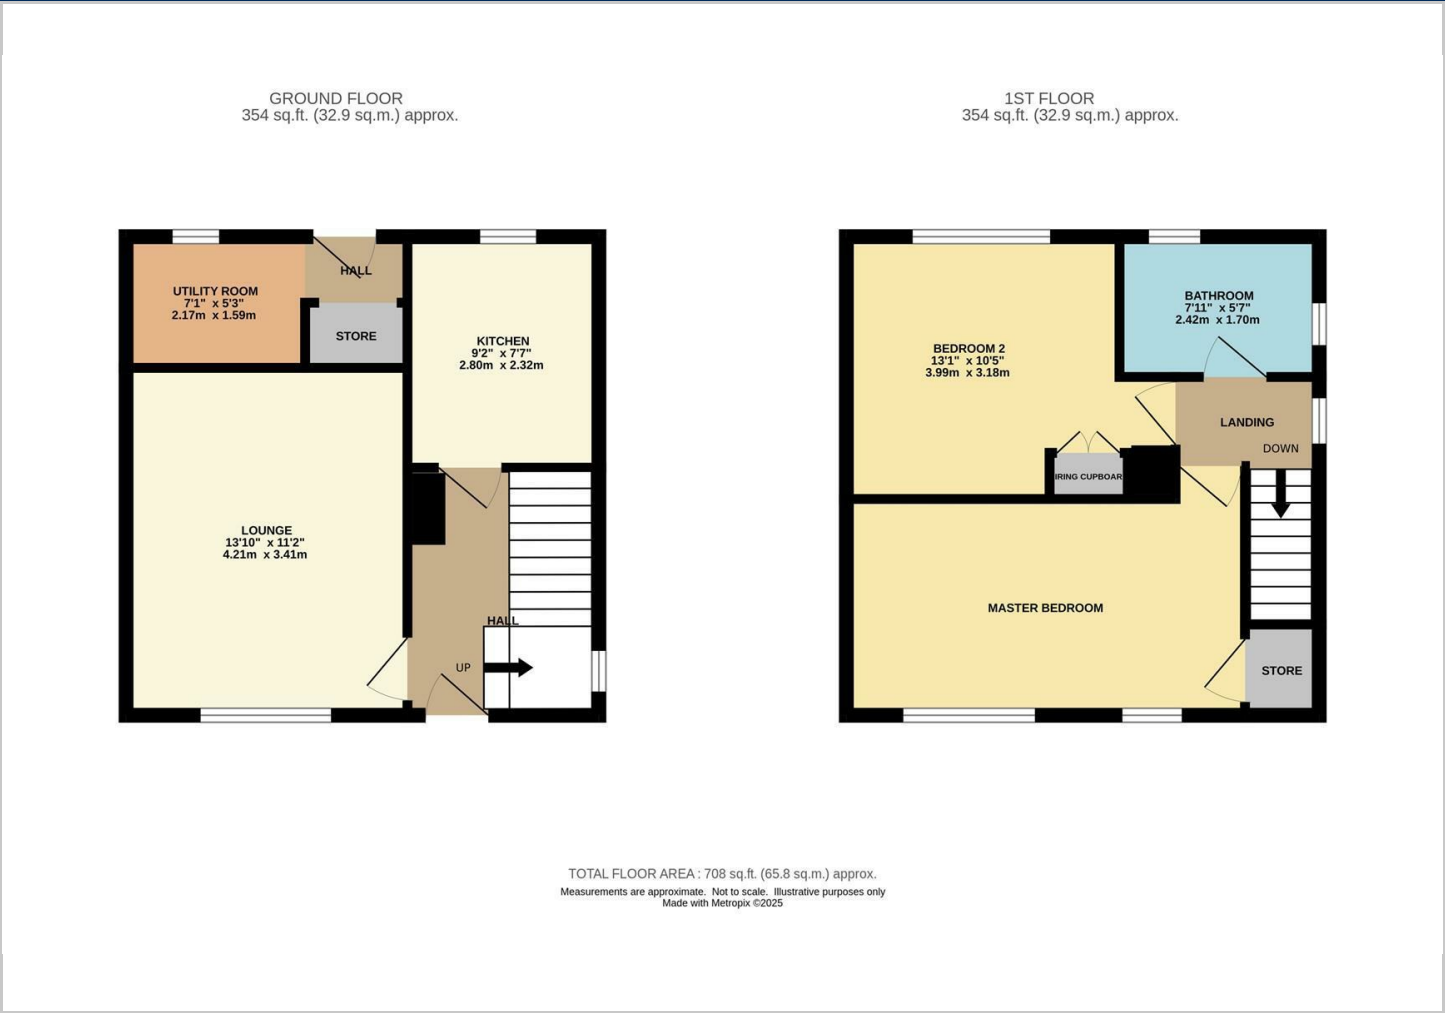 GROUND FLOOR
354 sq.ft. (32.9 sq.m.) approx.
UTILITY ROOM
7'1" x 5'3"
2.17m x 1.59m
HALL
STORE
KITCHEN
9'2" x 7'7"
2.80m x 2.32m
LOUNGE
13'10" x 11'2"
4.21m x 3.41m
HALL
UP
1ST FLOOR
354 sq.ft. (32.9 sq.m.) approx.
BATHROOM
7'11" x 5'7"
2.42m x 1.70m
BEDROOM 2
13'1" x 10'5"
3.99m x 3.18m
LANDING
DOWN
IRING CUPBOAR
MASTER BEDROOM
STORE
TOTAL FLOOR AREA : 708 sq.ft. (65.8 sq.m.) approx.
Measurements are approximate. Not to scale. Illustrative purposes only
Made with Metropix ©2025